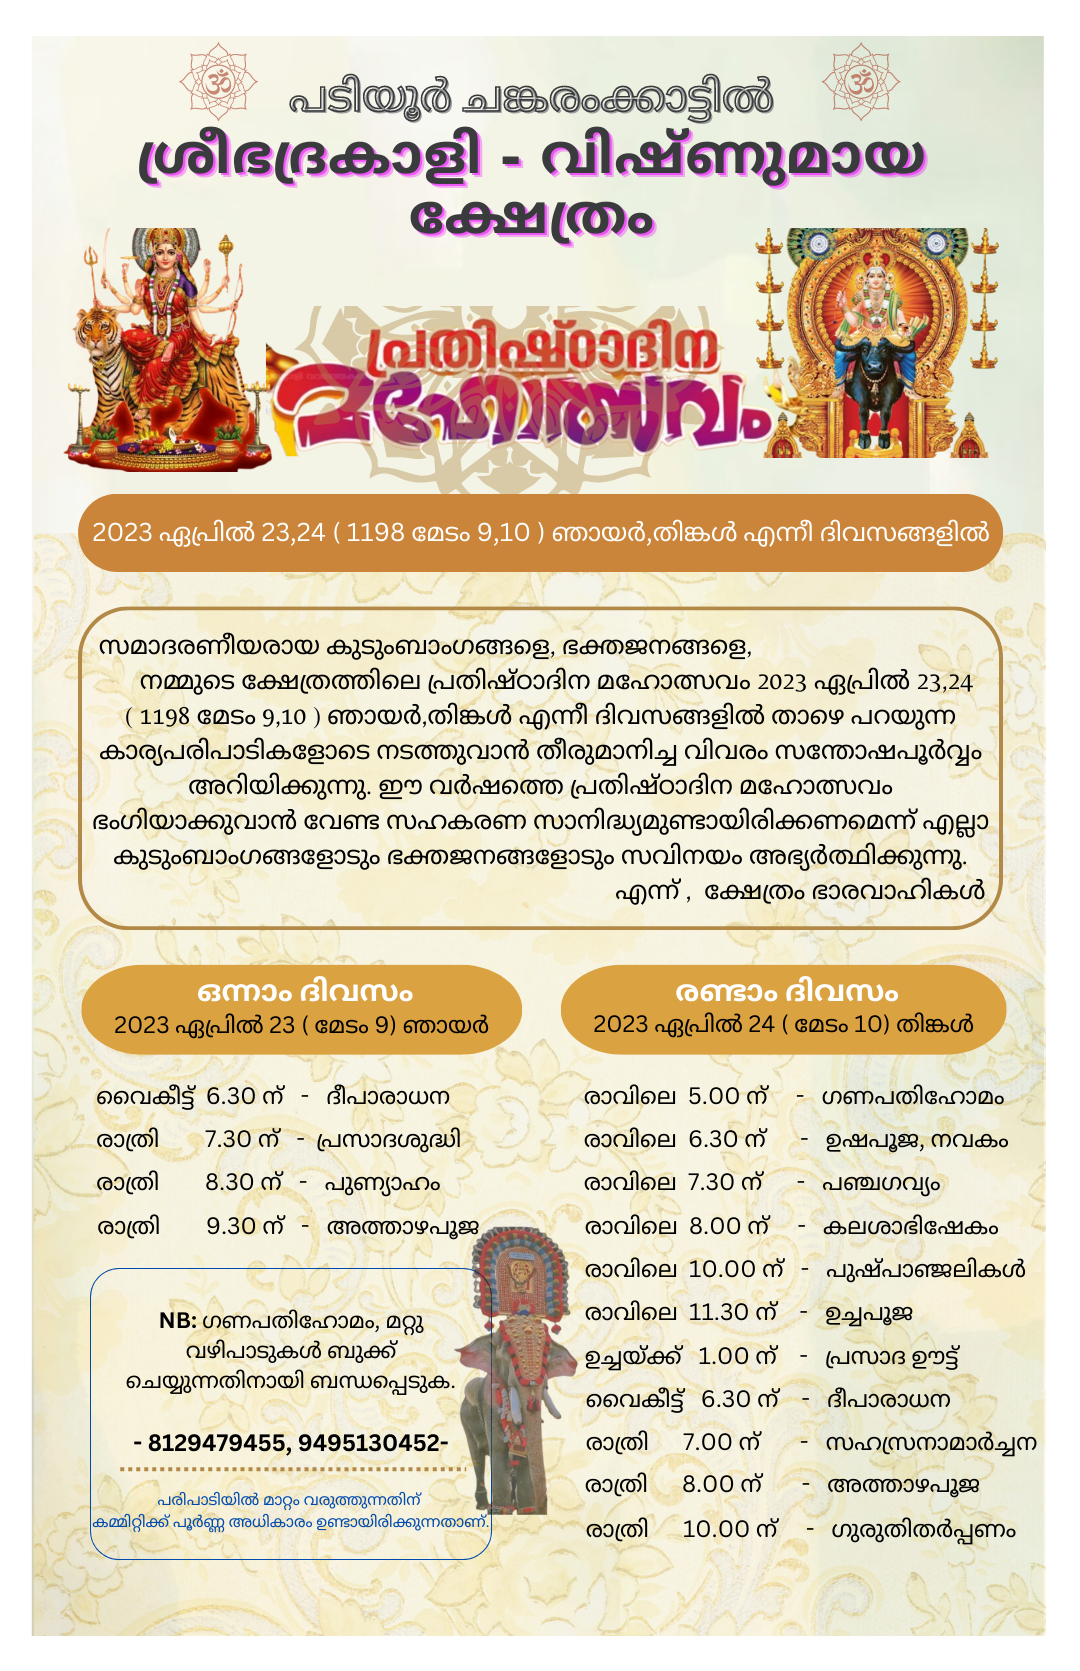 പടിയൂർ ചങ്കരംക്കാട്ടിൽ
ശ്രീഭദ്രകാളി - വിഷ്ണുമായ
ക്ഷേത്രം
പ്രതിഷ്ഠാദിന
മഹോത്സവം
2023 ഏപ്രിൽ 23,24 ( 1198 മേടം 9,10 ) ഞായർ,തിങ്കൾ എന്നീ ദിവസങ്ങളിൽ
സമാദരണീയരായ കുടുംബാംഗങ്ങളെ, ഭക്തജനങ്ങളെ,
നമ്മുടെ ക്ഷേത്രത്തിലെ പ്രതിഷ്ഠാദിന മഹോത്സവം 2023 ഏപ്രിൽ 23,24
( 1198 മേടം 9,10 ) ഞായർ,തിങ്കൾ എന്നീ ദിവസങ്ങളിൽ താഴെ പറയുന്ന
കാര്യപരിപാടികളോടെ നടത്തുവാൻ തീരുമാനിച്ച വിവരം സന്തോഷപൂർവ്വം
അറിയിക്കുന്നു. ഈ വർഷത്തെ പ്രതിഷ്ഠാദിന മഹോത്സവം
ഭംഗിയാക്കുവാൻ വേണ്ട സഹകരണ സാനിദ്ധ്യമുണ്ടായിരിക്കണമെന്ന് എല്ലാ
കുടുംബാംഗങ്ങളോടും ഭക്തജനങ്ങളോടും സവിനയം അഭ്യർത്ഥിക്കുന്നു.
എന്ന് , ക്ഷേത്രം ഭാരവാഹികൾ
ഒന്നാം ദിവസം
2023 ഏപ്രിൽ 23 ( മേടം 9) ഞായർ
വൈകീട്ട് 6.30 ന് - ദീപാരാധന
രാത്രി 7.30 ന് - പ്രസാദശുദ്ധി
രാത്രി 8.30 ന് - പുണ്യാഹം
രാത്രി 9.30 ന് - അത്താഴപൂജ
NB: ഗണപതിഹോമം, മറ്റു
വഴിപാടുകൾ ബുക്ക്
ചെയ്യുന്നതിനായി ബന്ധപ്പെടുക.
- 8129479455, 9495130452-
പരിപാടിയിൽ മാറ്റം വരുത്തുന്നതിന്
കമ്മിറ്റിക്ക് പൂർണ്ണ അധികാരം ഉണ്ടായിരിക്കുന്നതാണ്.
രണ്ടാം ദിവസം
2023 ഏപ്രിൽ 24 ( മേടം 10) തിങ്കൾ
രാവിലെ 5.00 ന് - ഗണപതിഹോമം
രാവിലെ 6.30 ന് - ഉഷപൂജ, നവകം
രാവിലെ 7.30 ന് - പഞ്ചഗവ്യം
രാവിലെ 8.00 ന് - കലശാഭിഷേകം
രാവിലെ 10.00 ന് - പുഷ്പാഞ്ജലികൾ
രാവിലെ 11.30 ന് - ഉച്ചപൂജ
ഉച്ചയ്ക്ക് 1.00 ന് - പ്രസാദ ഊട്ട്
വൈകീട്ട് 6.30 ന് - ദീപാരാധന
രാത്രി 7.00 ന് - സഹസ്രനാമാർച്ചന
രാത്രി 8.00 ന് - അത്താഴപൂജ
രാത്രി 10.00 ന് - ഗുരുതിതർപ്പണം